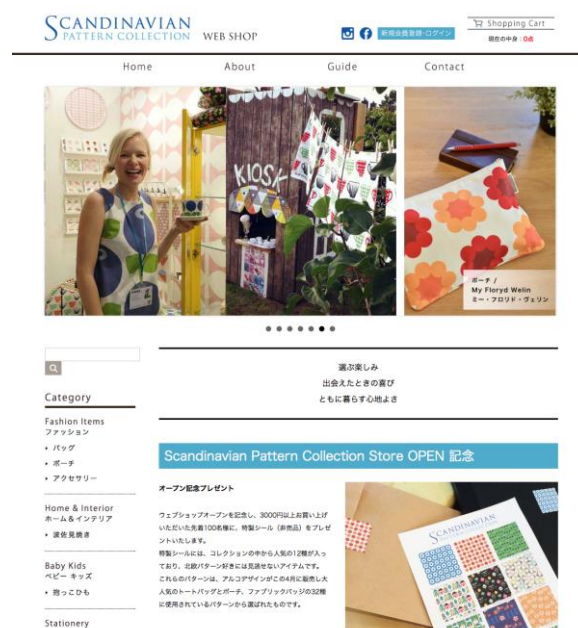 SCANDINAVIAN
PATTERN COLLECTION WEB SHOP
新規会員登録・ログイン
Shopping Cart
現在の中身：0点
Home About Guide Contact
KIOSK
ポーチ /
My Floryd Welin
ミー・フロリド・ヴェリン
選ぶ楽しみ
出会えたときの喜び
ともに暮らす心地よさ
Category
Fashion Items
ファッション
バッグ
ポーチ
アクセサリー
Home & Interior
ホーム＆インテリア
波佐見焼き
Baby Kids
ベビー キッズ
抱っこひも
Stationery
Scandinavian Pattern Collection Store OPEN 記念
オープン記念プレゼント
ウェブショップオープンを記念し、3000円以上お買い上げ
いただいた先着100名様に、特製シール（非売品）をプレゼ
ントいたします。
特製シールには、コレクションの中から人気の12種が入っ
ており、北欧パターン好きには見逃せないアイテムです。
これらのパターンは、アルコデザインがこの4月に販売し大
人気のトートバッグとポーチ、ファブリックバッジの32種
に使用されているパターンから選ばれたものです。
SCANDINAVIAN
PATTERN COLLECTION